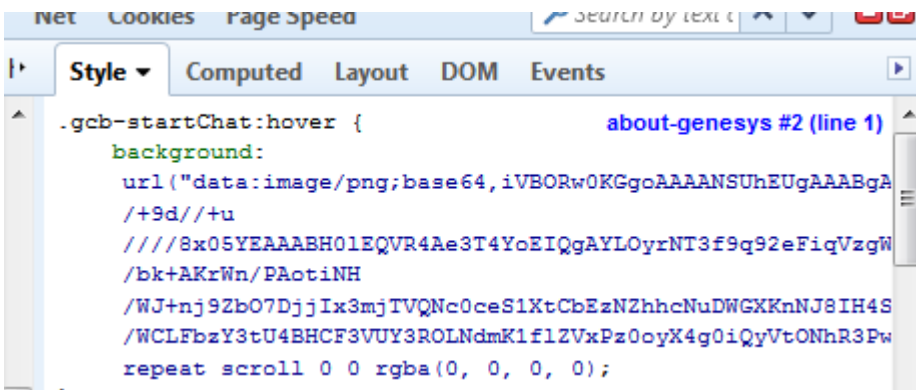 Net Cookies Page Speed Search by text
Style Computed Layout DOM Events
.gcb-startChat:hover { about-genesys #2 (line 1)
background:
url("data:image/png;base64,iVBORw0KGgoAAAANSUhEUgAAABgA
/+9d//+u
////8x05YEAAABH0lEQVR4Ae3T4YoEIQgAYLOyrNT3f9q92eFiqVzgW
/bk+AKrWn/PAotiNH
/WJ+nj9ZbO7DjjIx3mjTVQNc0ceS1XtCbEzNZhhcNuDWGXKnNJ8IH4S
/WCLFbzY3tU4BHCF3VUY3ROLNdmK1flZVxPz0oyX4g0iQyVtONhR3Pw
repeat scroll 0 0 rgba(0, 0, 0, 0);